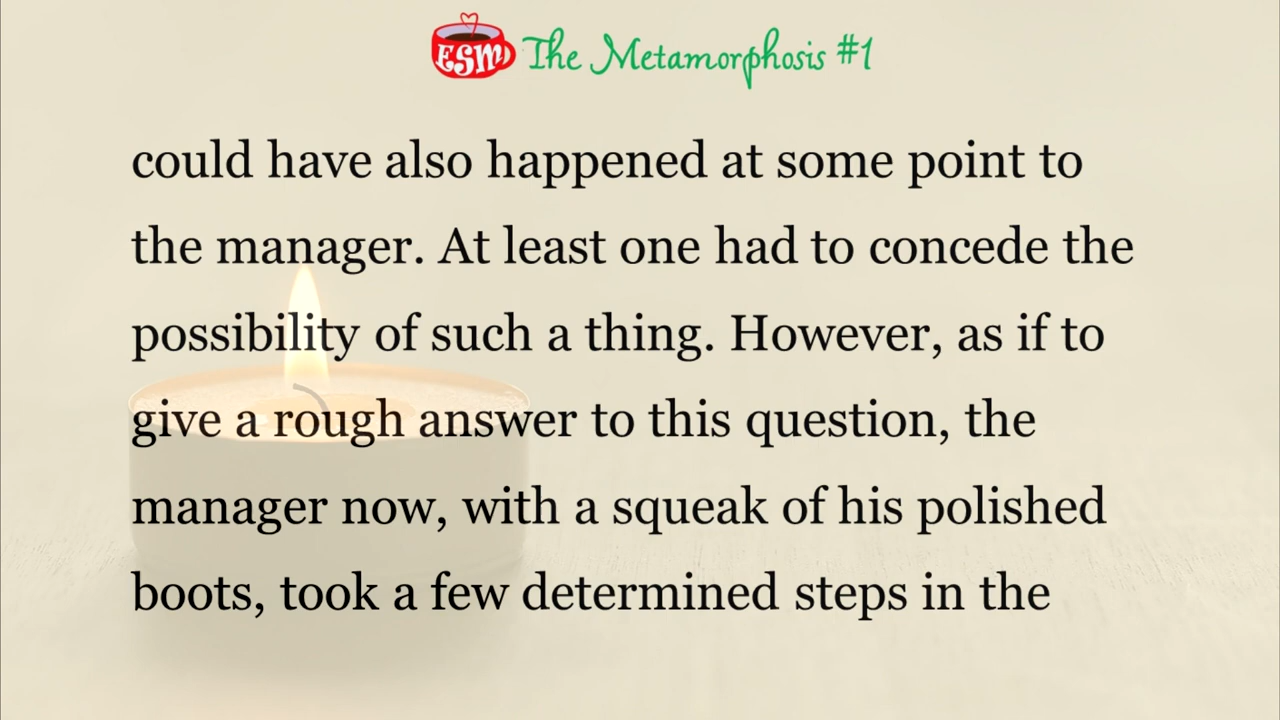 ESM The Metamorphosis #1
could have also happened at some point to
the manager. At least one had to concede the
possibility of such a thing. However, as if to
give a rough answer to this question, the
manager now, with a squeak of his polished
boots, took a few determined steps in the